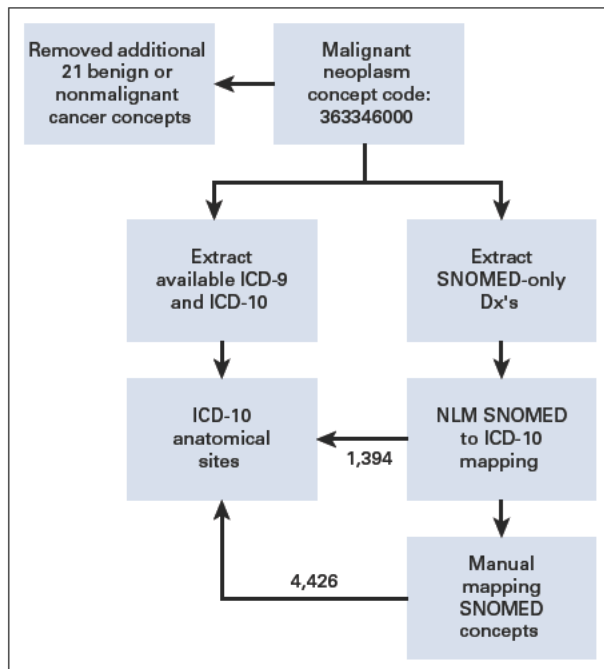 Removed additional
21 benign or
nonmalignant
cancer concepts
Malignant
neoplasm
concept code:
363346000
Extract
available ICD-9
and ICD-10
Extract
SNOMED-only
Dx's
ICD-10
anatomical
sites
1,394
NLM SNOMED
to ICD-10
mapping
4,426
Manual
mapping
SNOMED
concepts